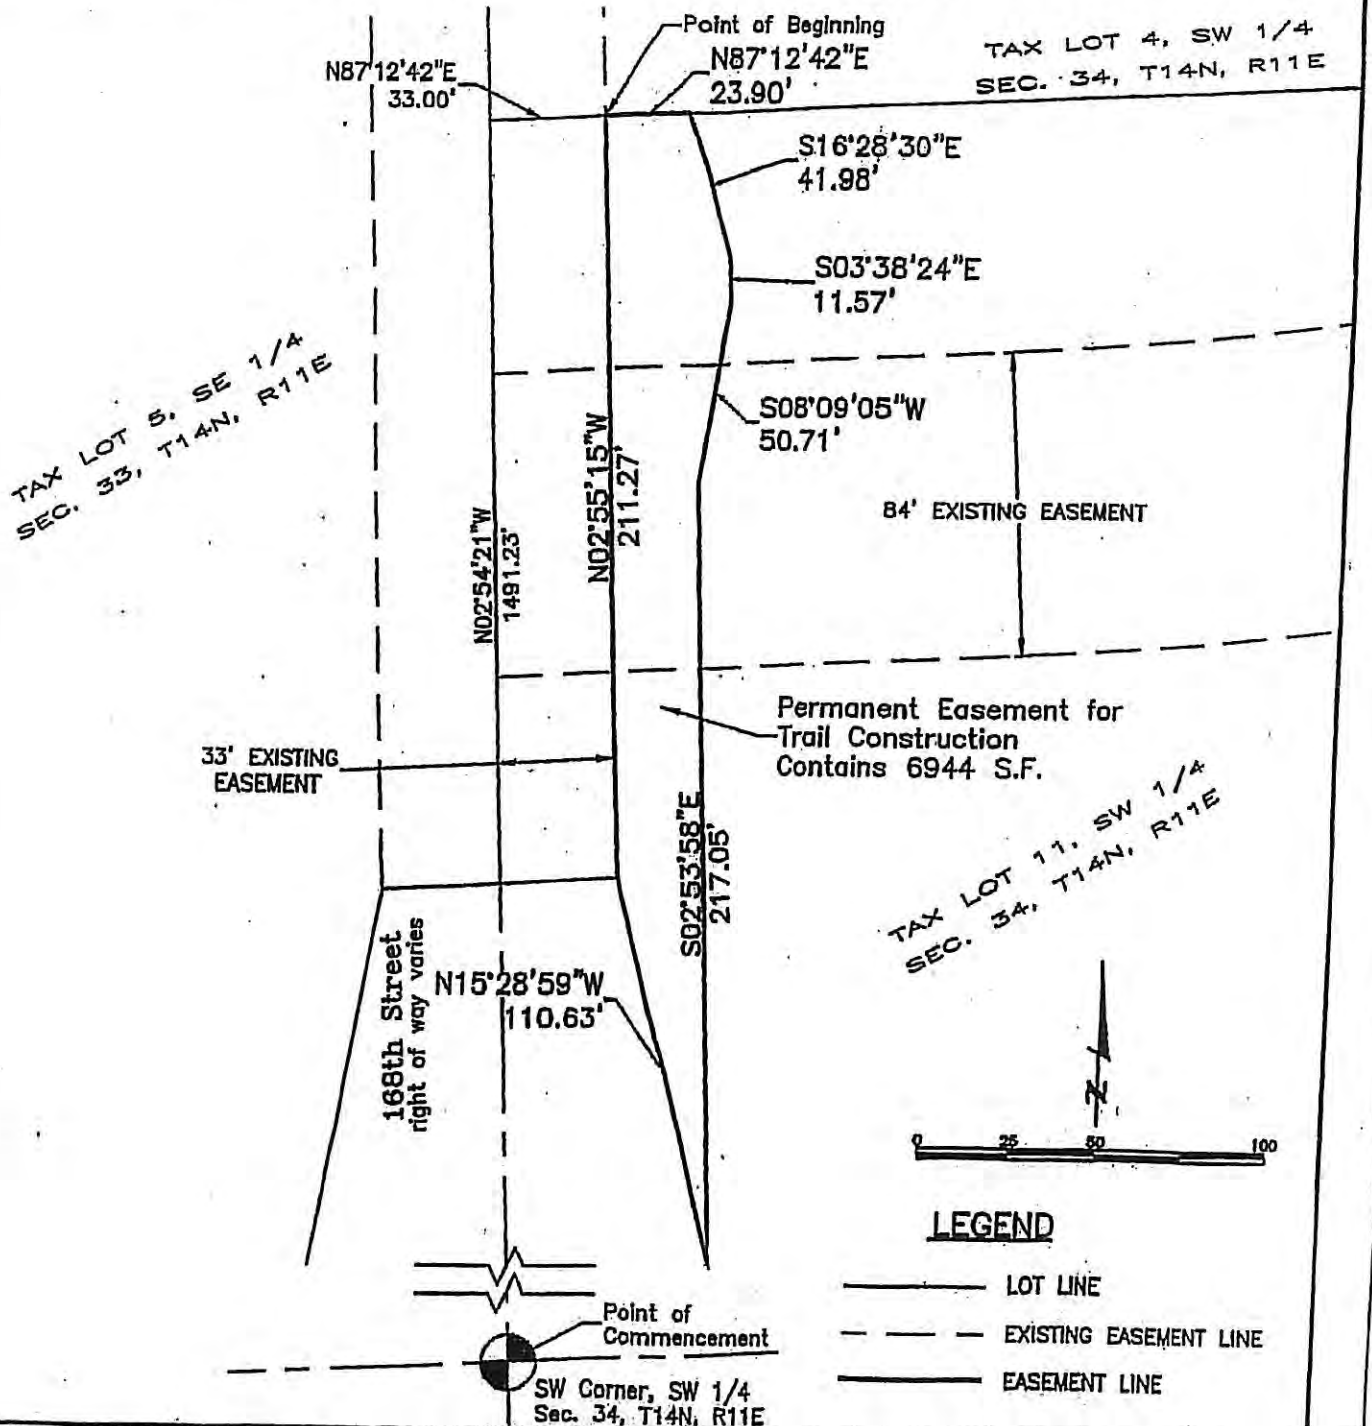 Point of Beginning
N87°12'42"E
23.90'
TAX LOT 4, SW 1/4
SEC. 34, T14N, R11E
N87°12'42"E
33.00'
S16°28'30"E
41.98'
S03°38'24"E
11.57'
TAX LOT 5, SE 1/4
SEC. 33, T14N, R11E
S08°09'05"W
50.71'
N02°55'15"W
211.27'
84' EXISTING EASEMENT
N02°54'21"W
1491.23'
Permanent Easement for
Trail Construction
Contains 6944 S.F.
33' EXISTING
EASEMENT
S02°53'58"E
217.05'
TAX LOT 11, SW 1/4
SEC. 34, T14N, R11E
168th Street
right of way varies
N15°28'59"W
110.63'
N
0 25 50 100
LEGEND
LOT LINE
EXISTING EASEMENT LINE
EASEMENT LINE
Point of
Commencement
SW Corner, SW 1/4
Sec. 34, T14N, R11E